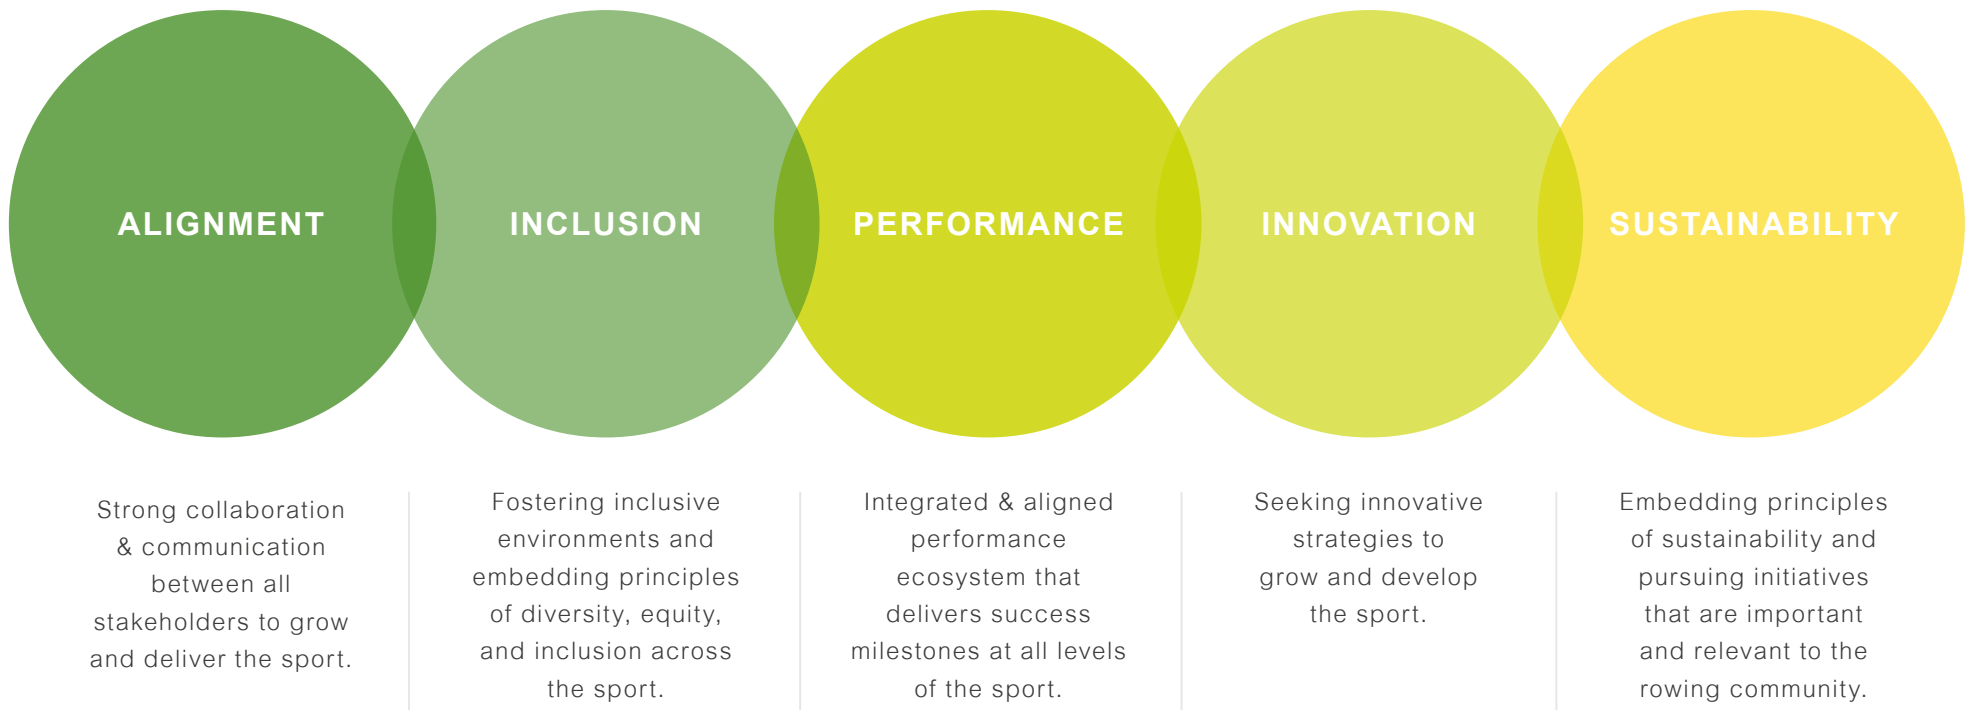 ALIGNMENT
INCLUSION
PERFORMANCE
INNOVATION
SUSTAINABILITY
Strong collaboration
& communication
between all
stakeholders to grow
and deliver the sport.
Fostering inclusive
environments and
embedding principles
of diversity, equity,
and inclusion across
the sport.
Integrated & aligned
performance
ecosystem that
delivers success
milestones at all levels
of the sport.
Seeking innovative
strategies to
grow and develop
the sport.
Embedding principles
of sustainability and
pursuing initiatives
that are important
and relevant to the
rowing community.